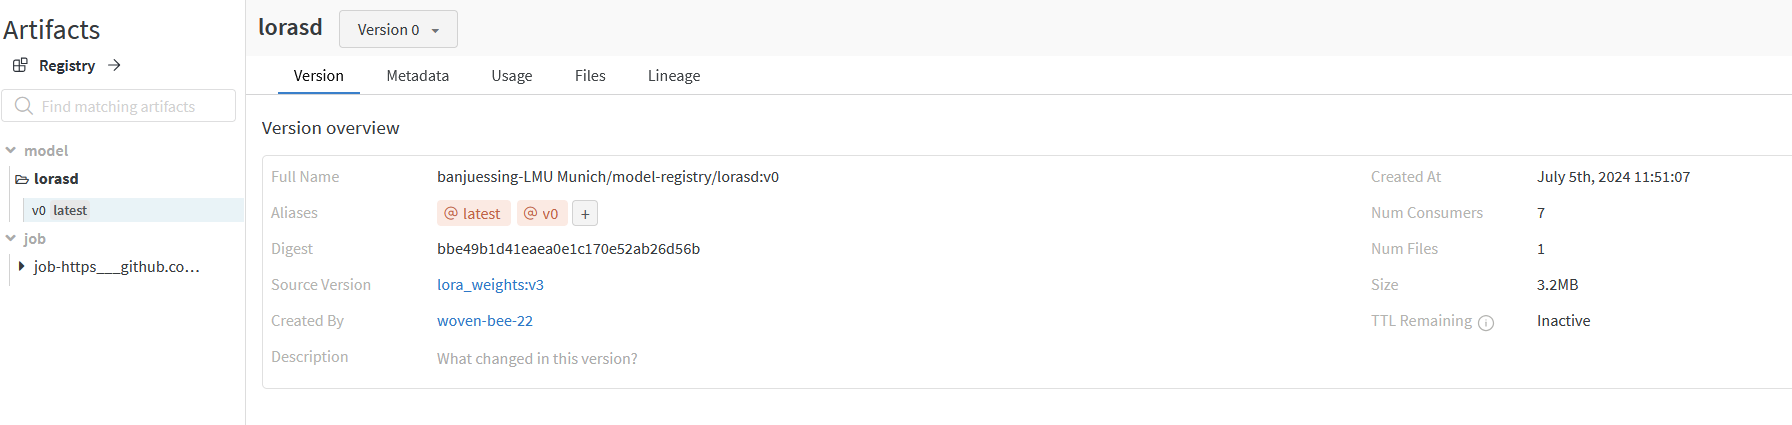 Artifacts
Registry
Find matching artifacts
model
lorasd
v0 latest
job
job-https___github.co...
lorasd
Version 0
Version Metadata Usage Files Lineage
Version overview
Full Name banjuessing-LMU Munich/model-registry/lorasd:v0
Aliases @ latest @ v0 +
Digest bbe49b1d41eaea0e1c170e52ab26d56b
Source Version lora_weights:v3
Created By woven-bee-22
Description What changed in this version?
Created At July 5th, 2024 11:51:07
Num Consumers 7
Num Files 1
Size 3.2MB
TTL Remaining Inactive